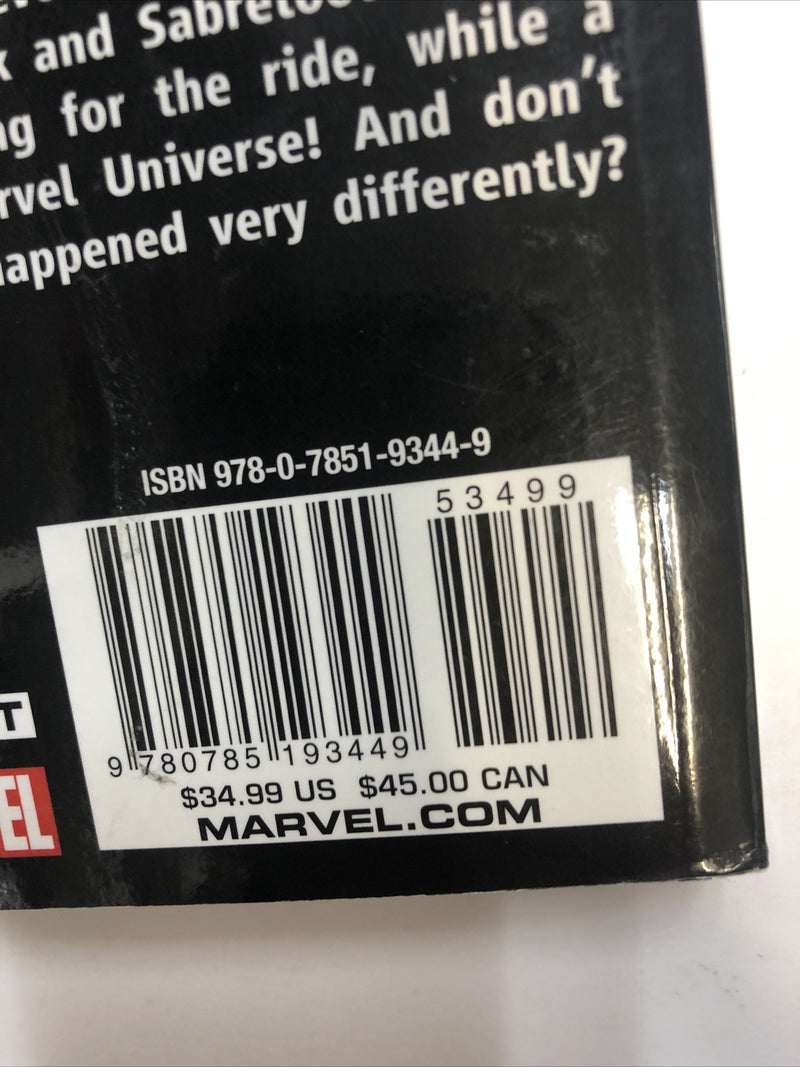 and Sabretoo
for the ride, while a
rvel Universe! And don't
appened very differently?
ISBN 978-0-7851-9344-9
53499
9 780785 193449
$34.99 US $45.00 CAN
MARVEL.COM
T
EL